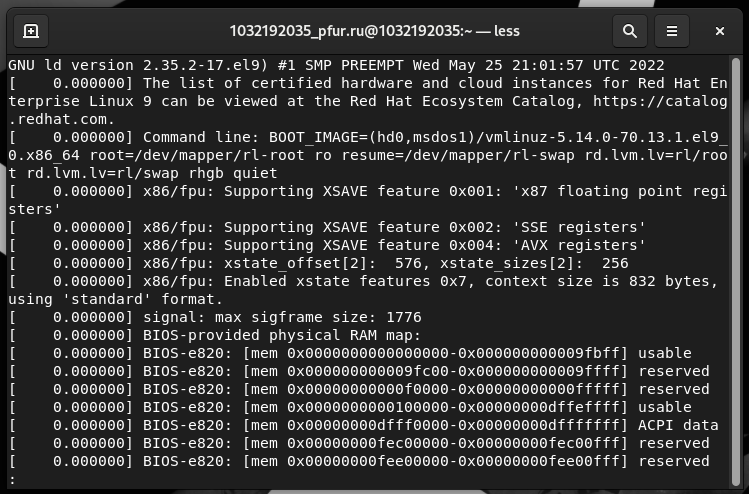 1032192035_pfur.ru@1032192035:~ — less
GNU ld version 2.35.2-17.el9) #1 SMP PREEMPT Wed May 25 21:01:57 UTC 2022
[    0.000000] The list of certified hardware and cloud instances for Red Hat En
terprise Linux 9 can be viewed at the Red Hat Ecosystem Catalog, https://catalog
.redhat.com.
[    0.000000] Command line: BOOT_IMAGE=(hd0,msdos1)/vmlinuz-5.14.0-70.13.1.el9_
0.x86_64 root=/dev/mapper/rl-root ro resume=/dev/mapper/rl-swap rd.lvm.lv=rl/roo
t rd.lvm.lv=rl/swap rhgb quiet
[    0.000000] x86/fpu: Supporting XSAVE feature 0x001: 'x87 floating point regi
sters'
[    0.000000] x86/fpu: Supporting XSAVE feature 0x002: 'SSE registers'
[    0.000000] x86/fpu: Supporting XSAVE feature 0x004: 'AVX registers'
[    0.000000] x86/fpu: xstate_offset[2]:  576, xstate_sizes[2]:  256
[    0.000000] x86/fpu: Enabled xstate features 0x7, context size is 832 bytes,
using 'standard' format.
[    0.000000] signal: max sigframe size: 1776
[    0.000000] BIOS-provided physical RAM map:
[    0.000000] BIOS-e820: [mem 0x0000000000000000-0x000000000009fbff] usable
[    0.000000] BIOS-e820: [mem 0x000000000009fc00-0x000000000009ffff] reserved
[    0.000000] BIOS-e820: [mem 0x00000000000f0000-0x00000000000fffff] reserved
[    0.000000] BIOS-e820: [mem 0x0000000000100000-0x00000000dffeffff] usable
[    0.000000] BIOS-e820: [mem 0x00000000dfff0000-0x00000000dfffffff] ACPI data
[    0.000000] BIOS-e820: [mem 0x00000000fec00000-0x00000000fec00fff] reserved
[    0.000000] BIOS-e820: [mem 0x00000000fee00000-0x00000000fee00fff] reserved
: